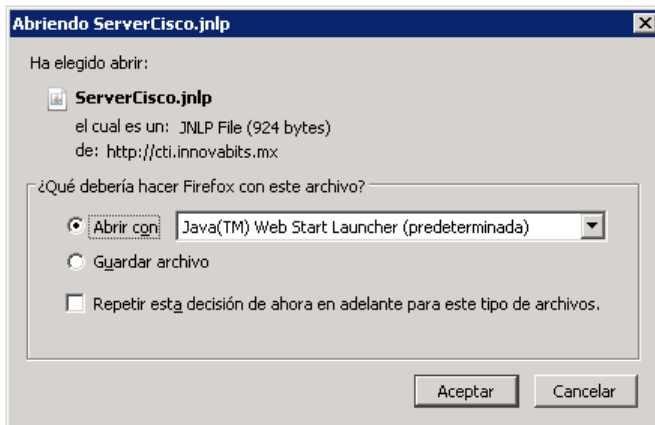 Abriendo ServerCisco.jnlp
Ha elegido abrir:
ServerCisco.jnlp
el cual es un: JNLP File (924 bytes)
de: http://cti.innovabits.mx
¿Qué debería hacer Firefox con este archivo?
Abrir con Java(TM) Web Start Launcher (predeterminada)
Guardar archivo
Repetir esta decisión de ahora en adelante para este tipo de archivos.
Aceptar Cancelar